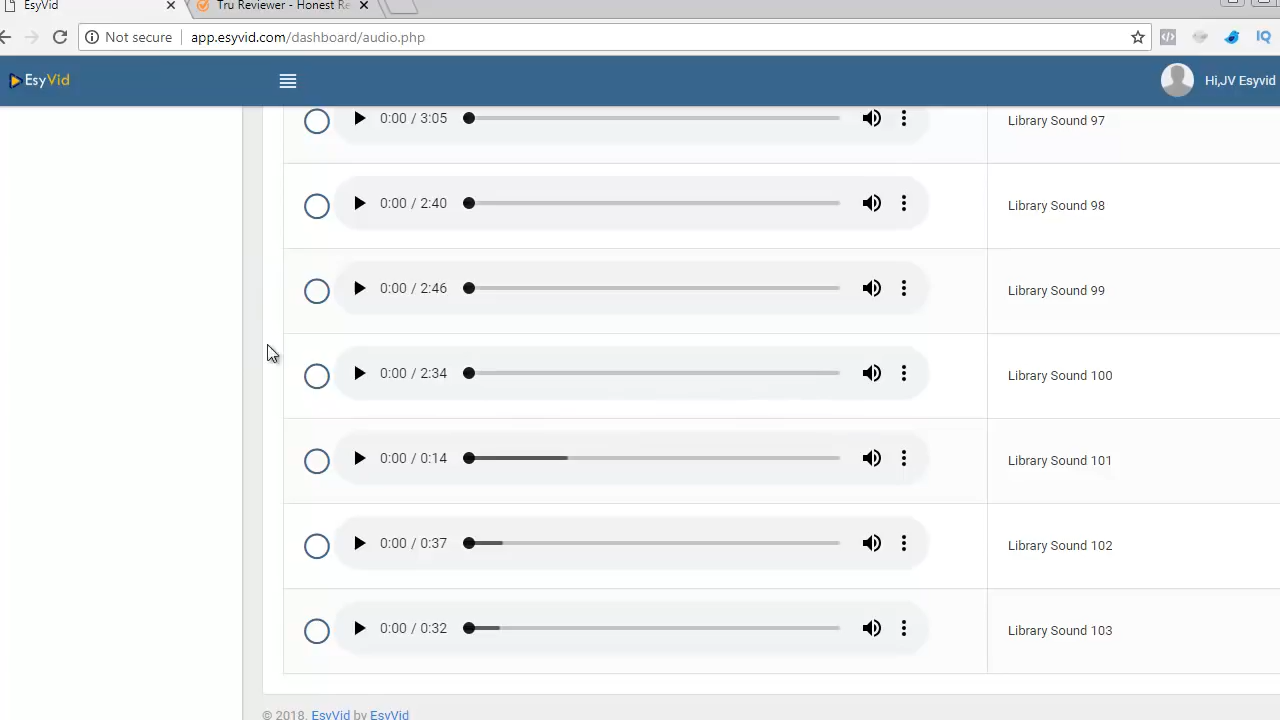 EsyVid
Tru Reviewer - Honest Re
Not secure
app.esyvid.com/dashboard/audio.php
IQ
EsyVid
Hi,JV Esyvid
0:00 / 3:05
Library Sound 97
0:00 / 2:40
Library Sound 98
0:00 / 2:46
Library Sound 99
0:00 / 2:34
Library Sound 100
0:00 / 0:14
Library Sound 101
0:00 / 0:37
Library Sound 102
0:00 / 0:32
Library Sound 103
© 2018, EsyVid by EsyVid